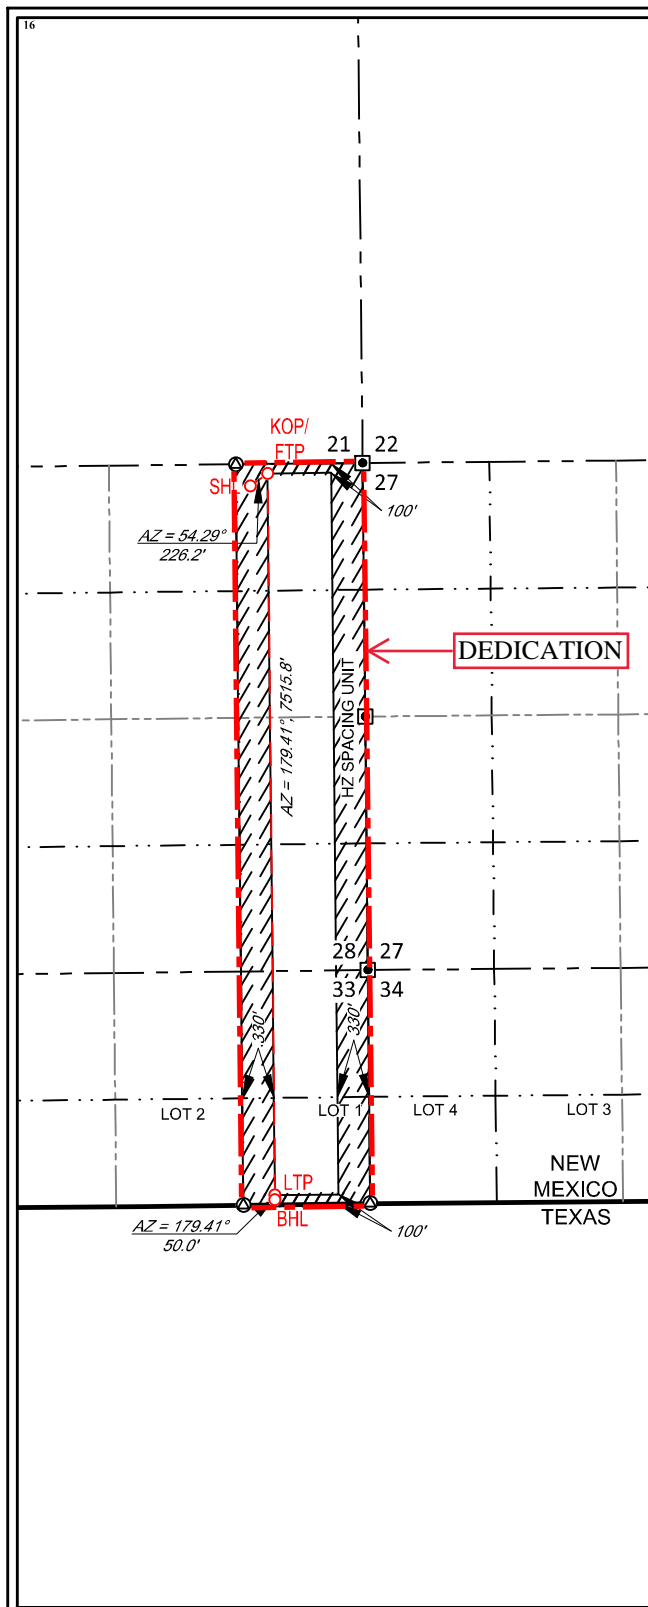 16
KOP/
FTP
21 22
27
SHL
100'
AZ = 54.29°
226.2'
DEDICATION
AZ = 179.41°, 7515.8'
HZ SPACING UNIT
28 27
33 34
330'
330'
LOT 2
LOT 1
LOT 4
LOT 3
NEW
MEXICO
TEXAS
LTP
BHL
AZ = 179.41°
50.0'
100'